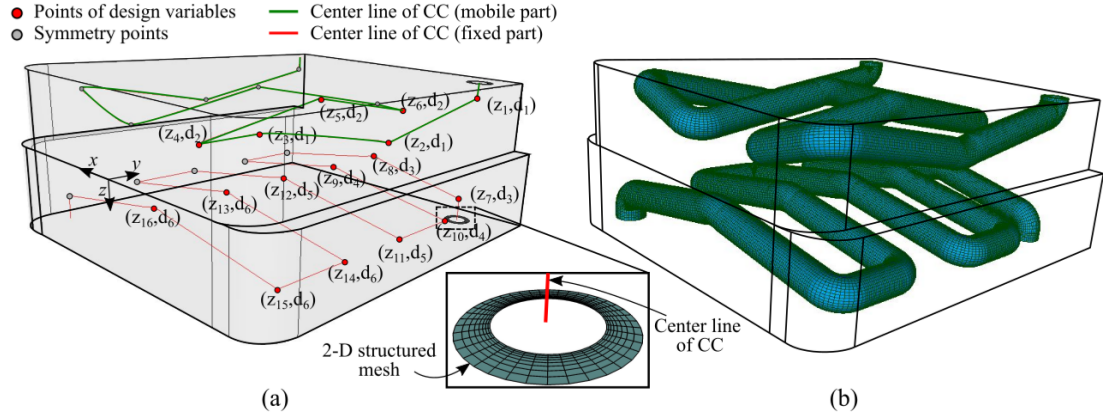 Points of design variables
Center line of CC (mobile part)
Symmetry points
Center line of CC (fixed part)
(z1,d1)
(z6,d2)
(z5,d2)
(z4,d2)
(z3,d1)
(z2,d1)
(z8,d3)
x
y
z
(z12,d5)
(z9,d4)
(z7,d3)
(z16,d6)
(z13,d6)
(z10,d4)
(z11,d5)
(z14,d6)
(z15,d6)
2-D structured
mesh
Center line
of CC
(a)
(b)